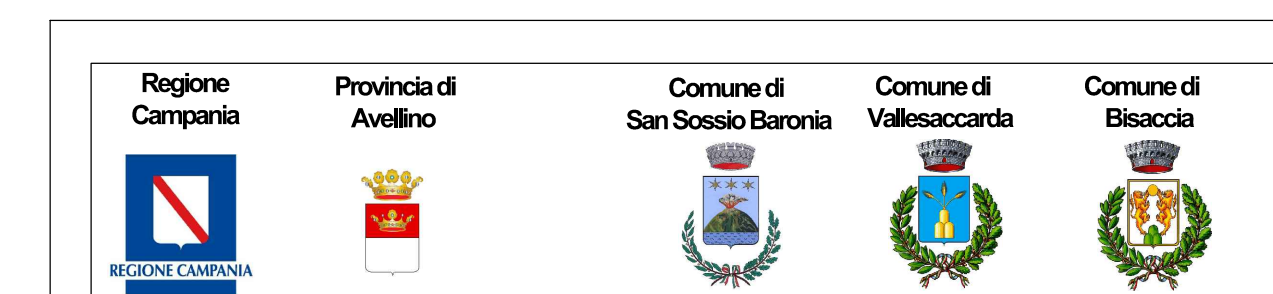 Regione
Campania
Provincia di
Avellino
Comune di
San Sossio Baronia
Comune di
Vallesaccarda
Comune di
Bisaccia
REGIONE CAMPANIA